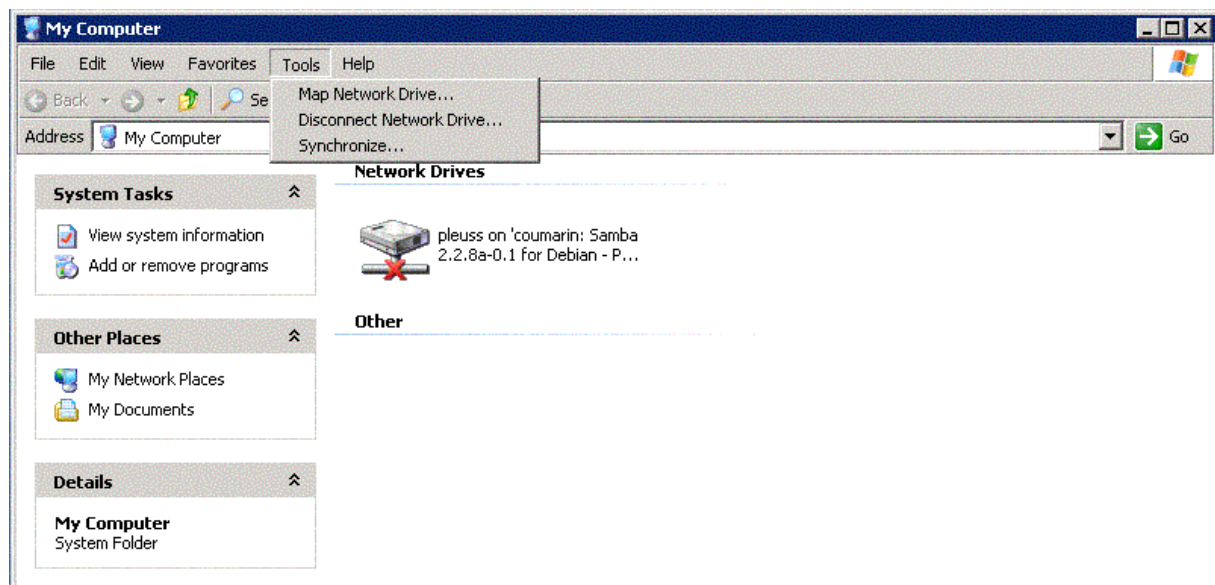 My Computer
File Edit View Favorites Tools Help
Back Se
Map Network Drive...
Disconnect Network Drive...
Synchronize...
Address My Computer Go
System Tasks
View system information
Add or remove programs
Other Places
My Network Places
My Documents
Details
My Computer
System Folder
Network Drives
pleuss on 'coumarin: Samba
2.2.8a-0.1 for Debian - P...
Other